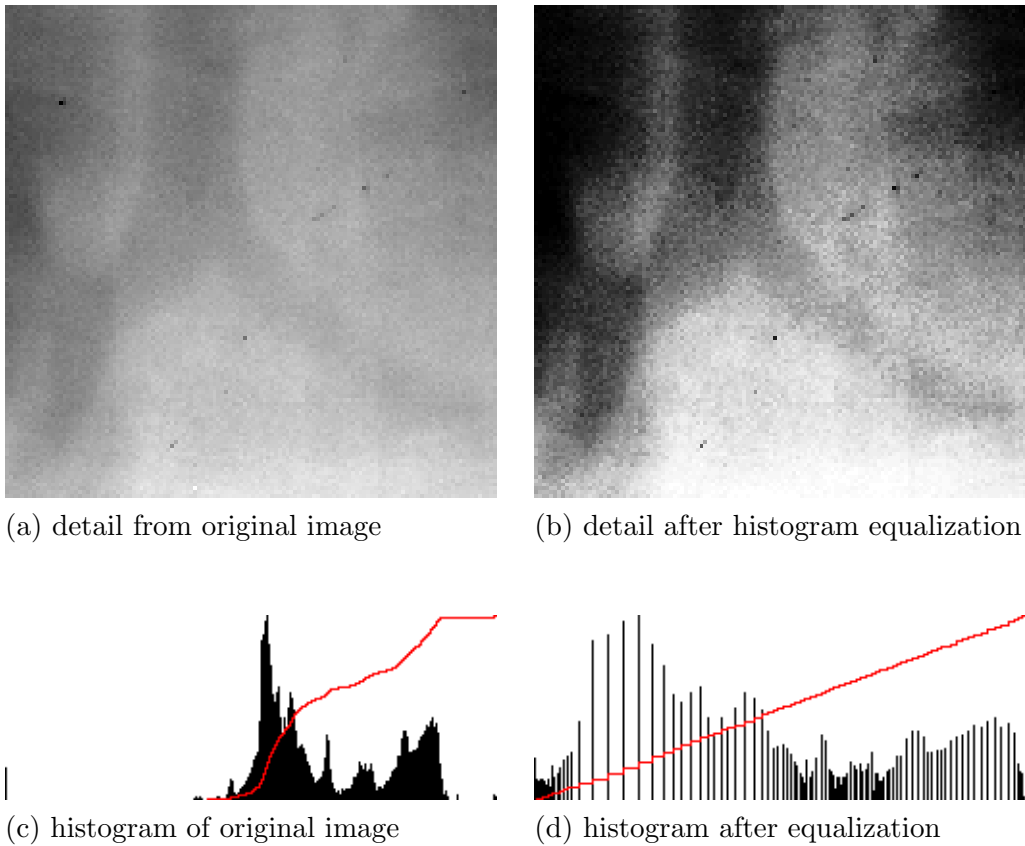 (a) detail from original image
(b) detail after histogram equalization
(c) histogram of original image
(d) histogram after equalization